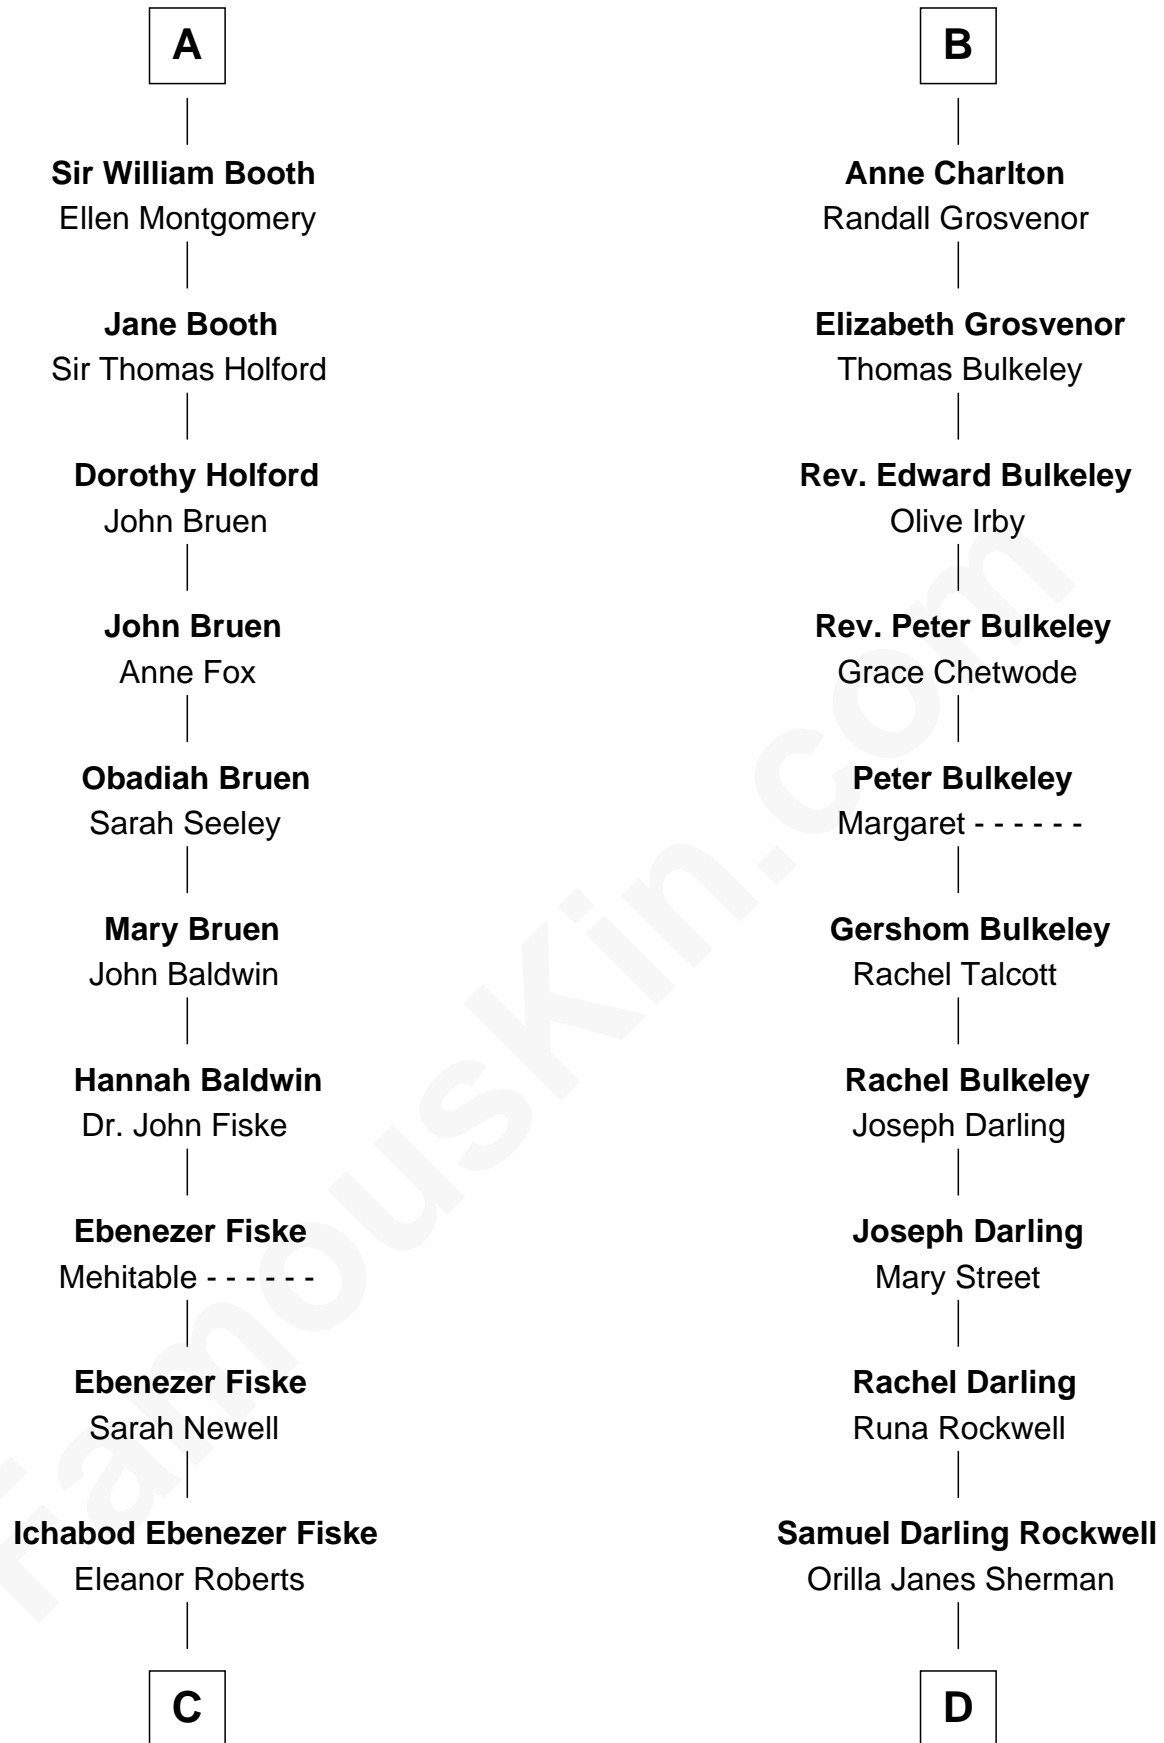 A
Sir William Booth
Ellen Montgomery
Jane Booth
Sir Thomas Holford
Dorothy Holford
John Bruen
John Bruen
Anne Fox
Obadiah Bruen
Sarah Seeley
Mary Bruen
John Baldwin
Hannah Baldwin
Dr. John Fiske
Ebenezer Fiske
Mehitable - - - - - -
Ebenezer Fiske
Sarah Newell
Ichabod Ebenezer Fiske
Eleanor Roberts
C
B
Anne Charlton
Randall Grosvenor
Elizabeth Grosvenor
Thomas Bulkeley
Rev. Edward Bulkeley
Olive Irby
Rev. Peter Bulkeley
Grace Chetwode
Peter Bulkeley
Margaret - - - - - -
Gershom Bulkeley
Rachel Talcott
Rachel Bulkeley
Joseph Darling
Joseph Darling
Mary Street
Rachel Darling
Runa Rockwell
Samuel Darling Rockwell
Orilla Janes Sherman
D
FamousKin.com